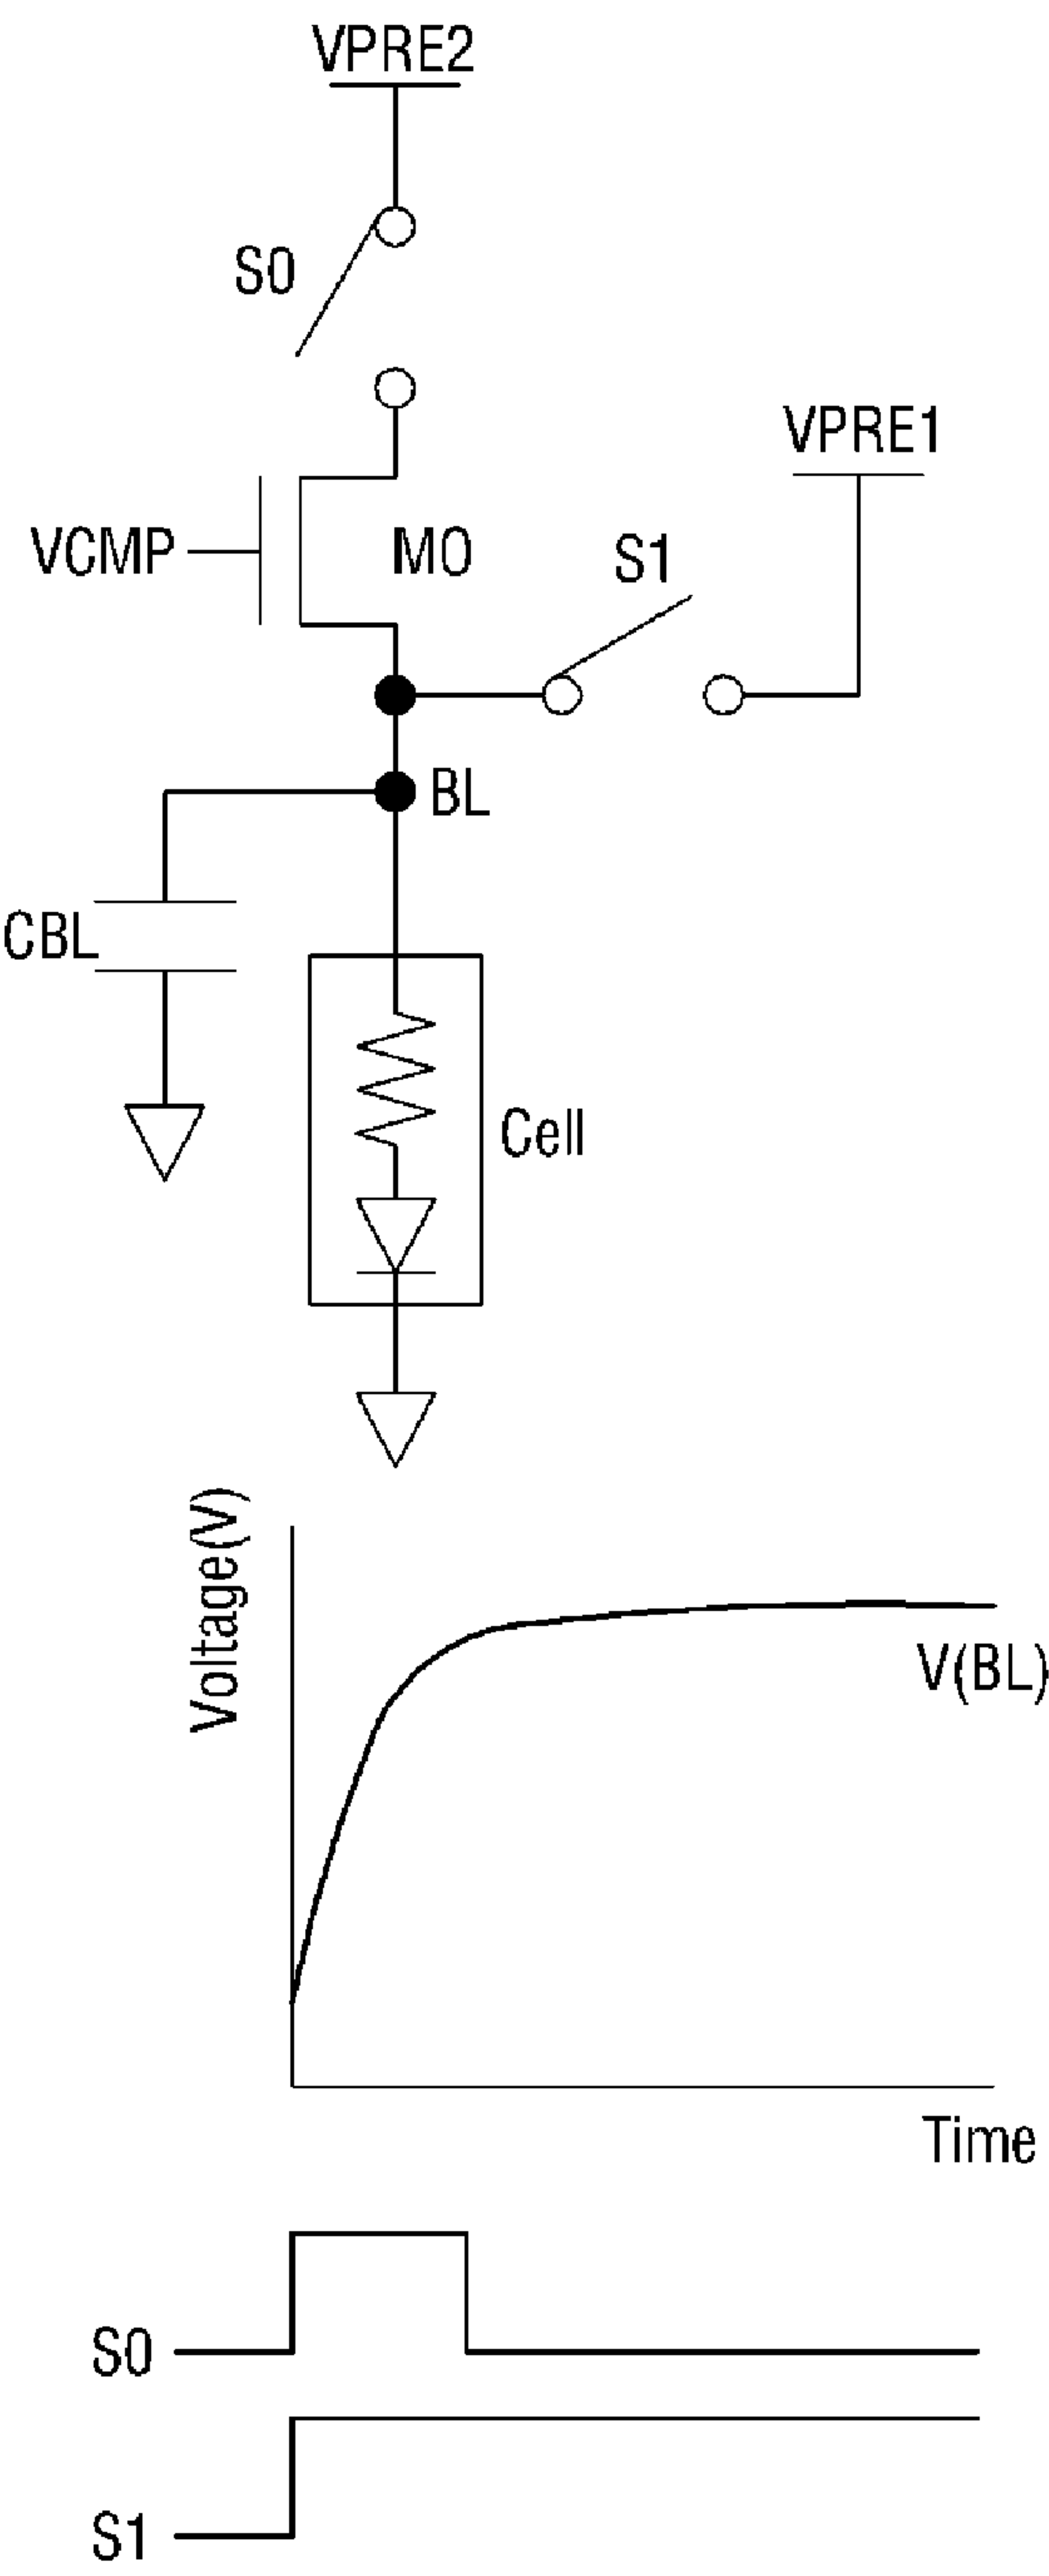 VPRE2
S0
VPRE1
VCMP
M0
S1
BL
CBL
Cell
Voltage(V)
V(BL)
Time
S0
S1